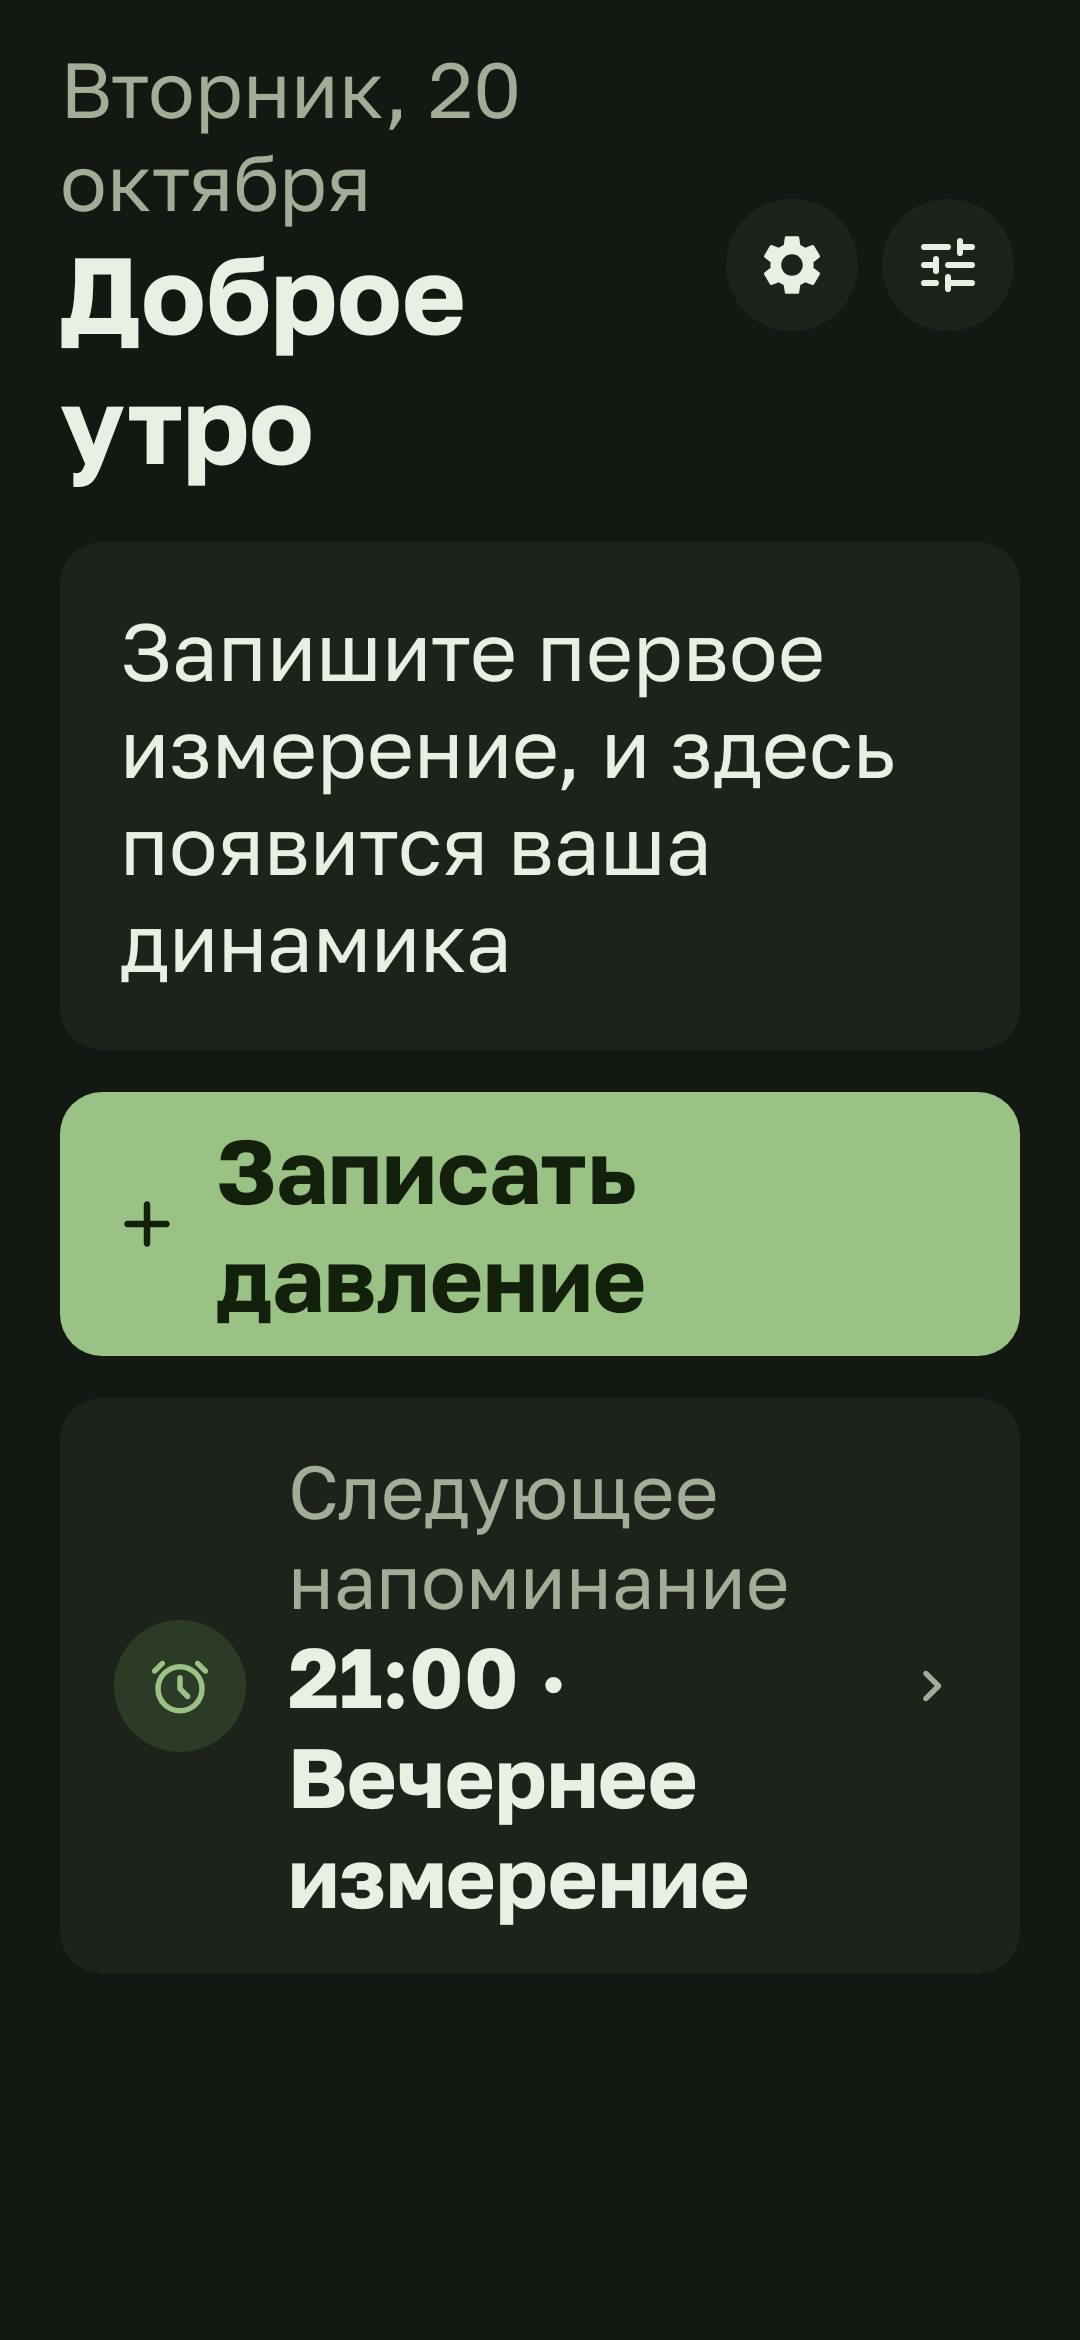 Вторник, 20
октября
Доброе
утро
Запишите первое
измерение, и здесь
появится ваша
динамика
Записать
давление
Следующее
напоминание
21:00 ·
Вечернее
измерение